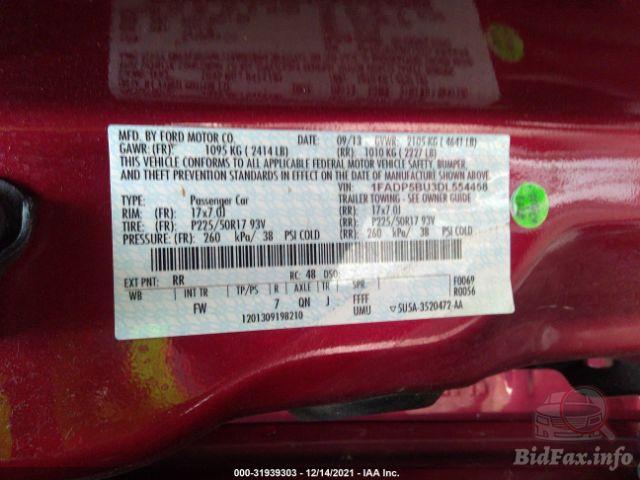 MFD. BY FORD MOTOR CO. DATE: 09/13 GVWR: 2105 KG ( 4641 LB)
GAWR: (FR): 1095 KG ( 2414 LB) (RR): 1010 KG ( 2227 LB)
THIS VEHICLE CONFORMS TO ALL APPLICABLE FEDERAL MOTOR VEHICLE SAFETY, BUMPER,
AND THEFT PREVENTION STANDARDS IN EFFECT ON THE DATE OF MANUFACTURE SHOWN ABOVE.
VIN: 1FADP5BU3DL554468
TYPE: Passenger Car TRAILER TOWING - SEE OWNER GUIDE
RIM: (FR): 17x7.0J (RR): 17x7.0J
TIRE: (FR): P225/50R17 93V (RR): P225/50R17 93V
PRESSURE: (FR): 260 kPa/ 38 PSI COLD (RR): 260 kPa/ 38 PSI COLD
EXT PNT: RR RC: 48 DSO: F0069
WB INT TR TP/PS R AXLE TR SPR R0056
FW 7 QN J FFFF
1201309198210 UMU ▽ 5U5A-3520472-AA
BidFax.info
000-31939303 - 12/14/2021 - IAA Inc.